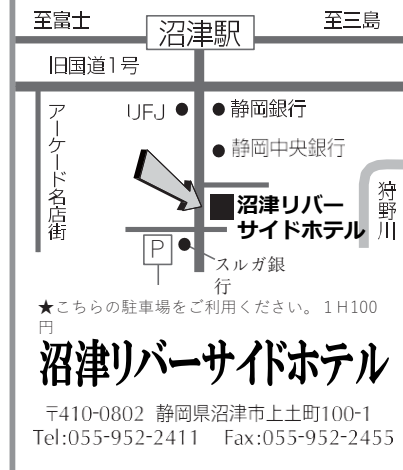 至富士
沼津駅
至三島
旧国道1号
アーケード名店街
UFJ
静岡銀行
静岡中央銀行
沼津リバー
サイドホテル
狩野川
P
スルガ銀
行
★こちらの駐車場をご利用ください。1H100
円
沼津リバーサイドホテル
〒410-0802 静岡県沼津市上土町100-1
Tel:055-952-2411 Fax:055-952-2455